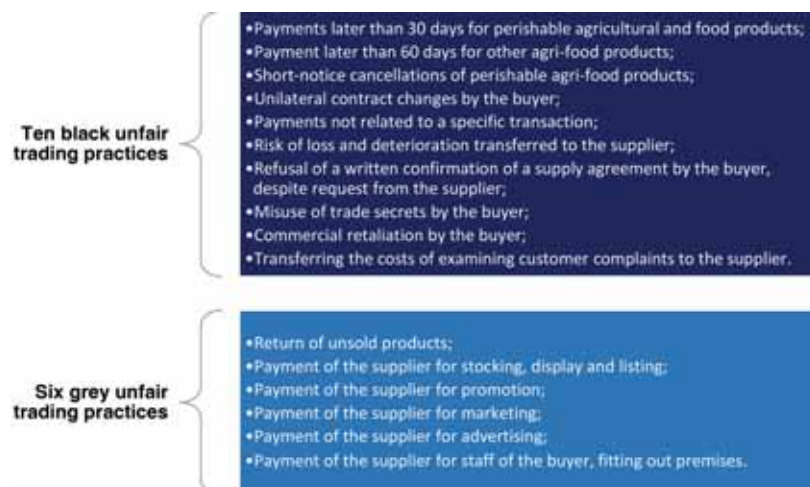 Ten black unfair
trading practices
•Payments later than 30 days for perishable agricultural and food products;
•Payment later than 60 days for other agri-food products;
•Short-notice cancellations of perishable agri-food products;
•Unilateral contract changes by the buyer;
•Payments not related to a specific transaction;
•Risk of loss and deterioration transferred to the supplier;
•Refusal of a written confirmation of a supply agreement by the buyer,
despite request from the supplier;
•Misuse of trade secrets by the buyer;
•Commercial retaliation by the buyer;
•Transferring the costs of examining customer complaints to the supplier.
Six grey unfair
trading practices
•Return of unsold products;
•Payment of the supplier for stocking, display and listing;
•Payment of the supplier for promotion;
•Payment of the supplier for marketing;
•Payment of the supplier for advertising;
•Payment of the supplier for staff of the buyer, fitting out premises.